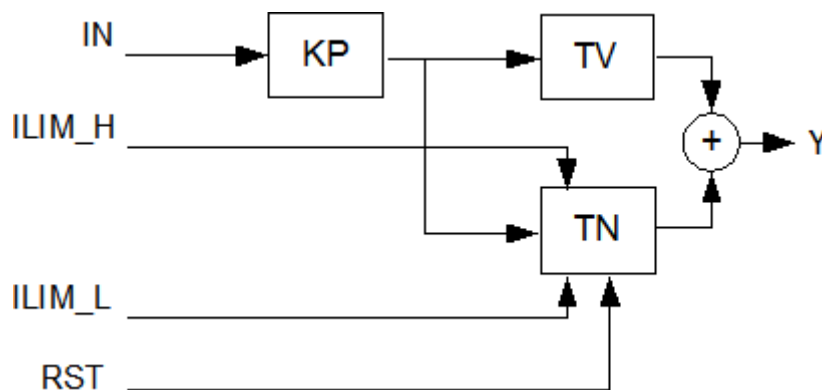 IN
KP
TV
ILIM_H
+
Y
TN
ILIM_L
RST